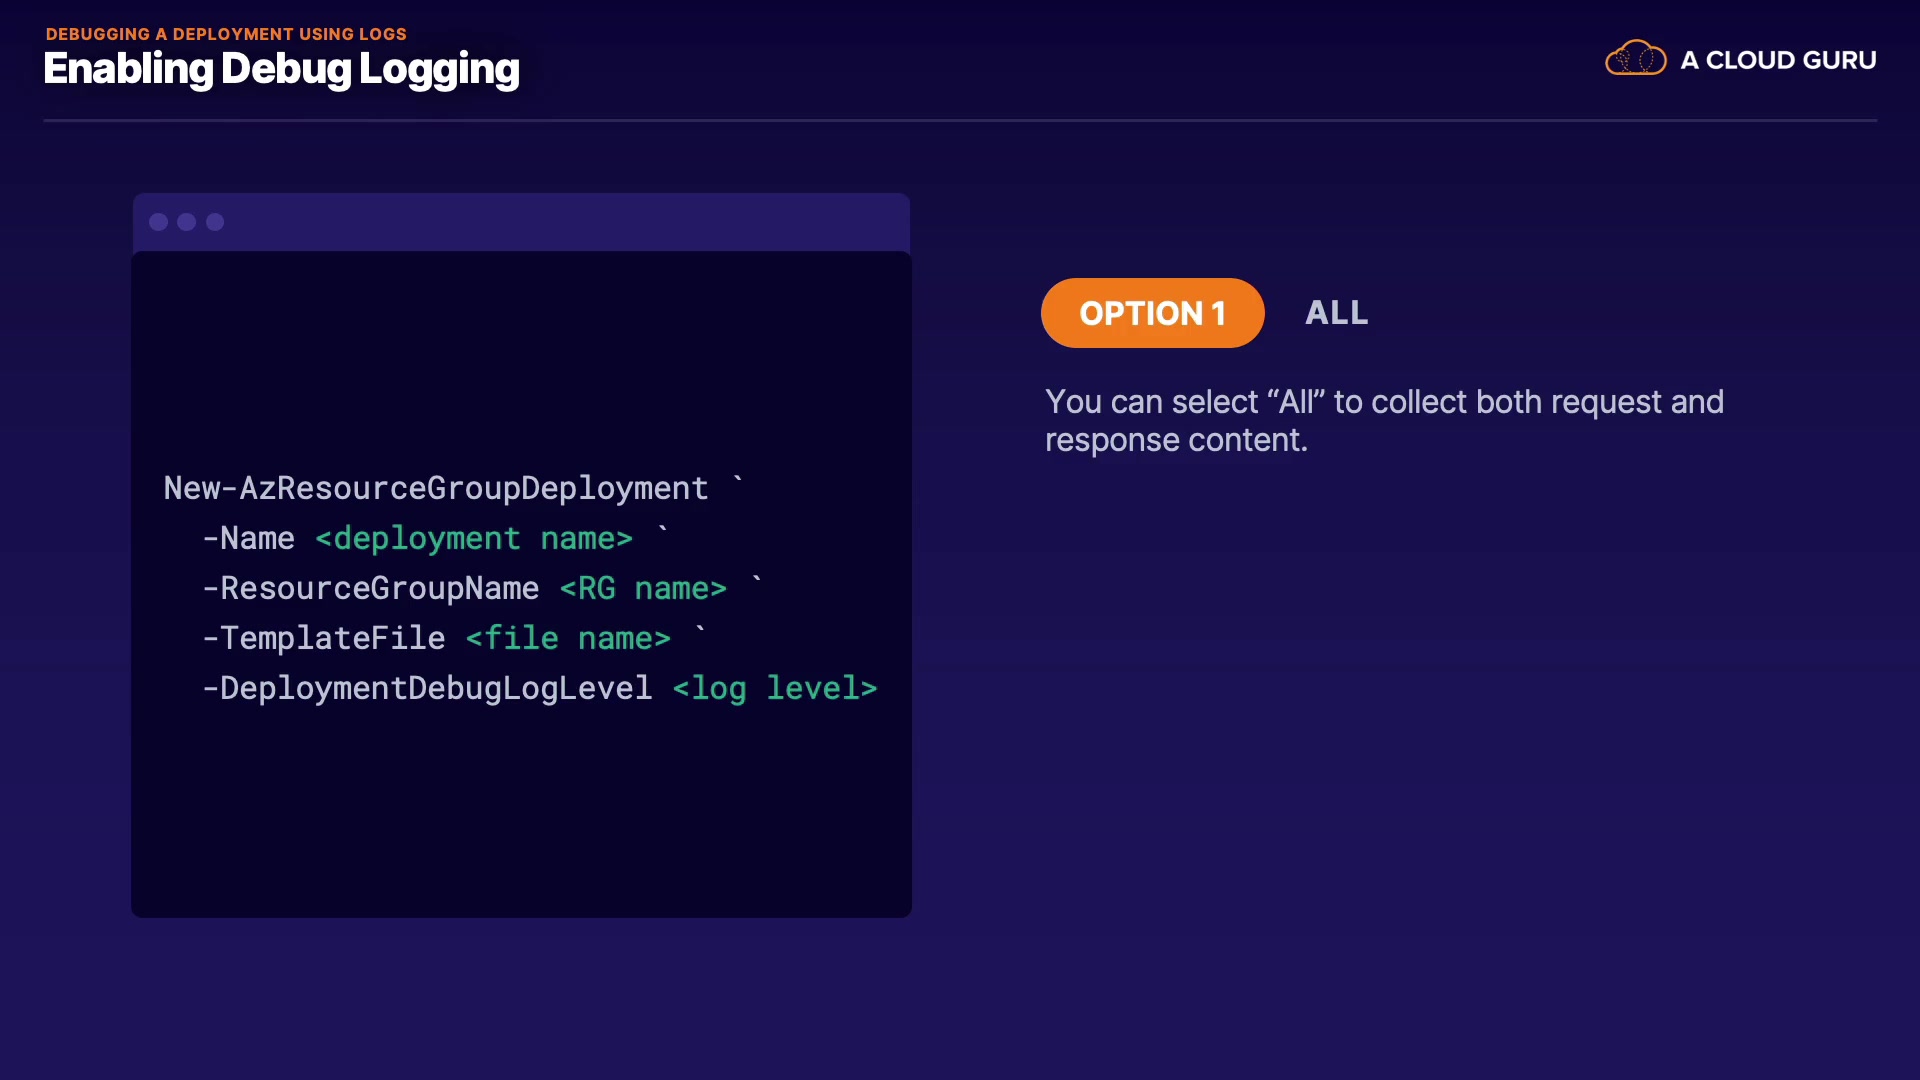 DEBUGGING A DEPLOYMENT USING LOGS
Enabling Debug Logging
A CLOUD GURU
New-AzResourceGroupDeployment `
-Name <deployment name> `
-ResourceGroupName <RG name> `
-TemplateFile <file name> `
-DeploymentDebugLogLevel <log level>
OPTION 1 ALL
You can select “All” to collect both request and
response content.